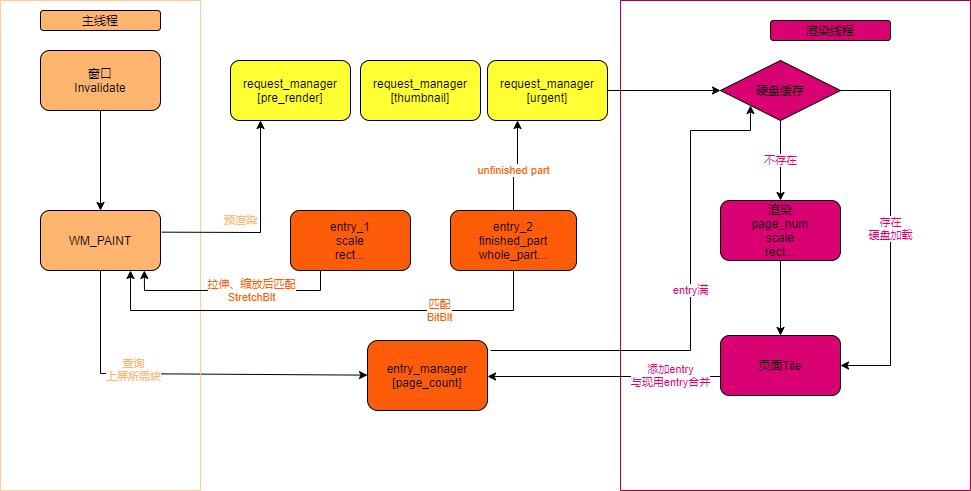 主线程
渲染线程
窗口
Invalidate
request_manager
[pre_render]
request_manager
[thumbnail]
request_manager
[urgent]
硬盘缓存
不存在
unfinished part
预渲染
WM_PAINT
entry_1
scale
rect...
entry_2
finished_part
whole_part...
渲染
page_num
scale
rect...
存在
硬盘加载
拉伸、缩放后匹配
StretchBlt
匹配
BitBlt
entry满
查询
上屏所需块
entry_manager
[page_count]
添加entry
与现用entry合并
页面Tile